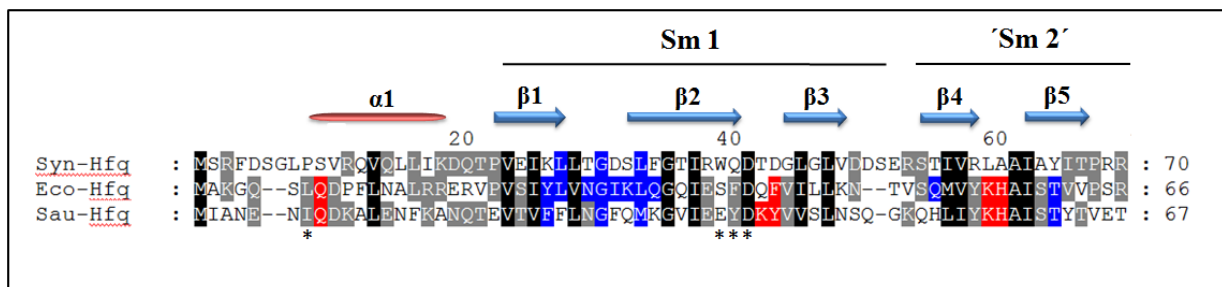 Sm 1 ´Sm 2´
α1 β1 β2 β3 β4 β5
20 40 60
Syn-Hfq : MSRFDSGLPSVRQVQLLIKDQTPVEIKLLTGDSLFGTIRWQDTDGLGLVDDSERSTIVRLAAIAYITPRR : 70
Eco-Hfq : MAKGQ--SLQDPFLNALRRERVPVSIYLVNGIKLQGQIESFDQFVILLKN--TVSQMVYKHAISTVVPSR : 66
Sau-Hfq : MIANE--NIQDKALENFKANQTEVTVFFLNGFQMKGVIEEYDKYVVSLNSQ-GKQHLIYKHAISTYTVET : 67
* ***